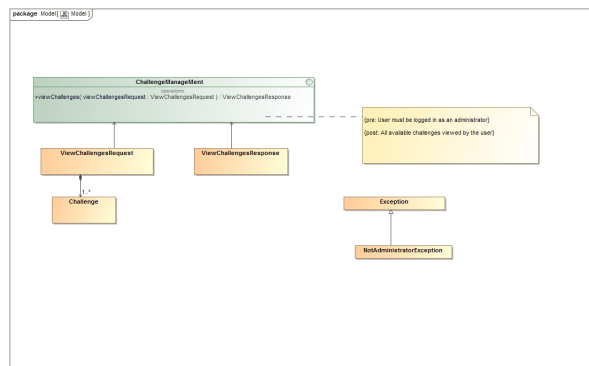 package Model [ Model ]
ChallengeManageMent
operations
+viewChallenges( viewChallengesRequest : ViewChallengesRequest ) : ViewChallengesResponse
{pre: User must be logged in as an administrator}
{post: All available challenges viewed by the user}
ViewChallengesRequest
ViewChallengesResponse
1..*
Challenge
Exception
NotAdministratorException